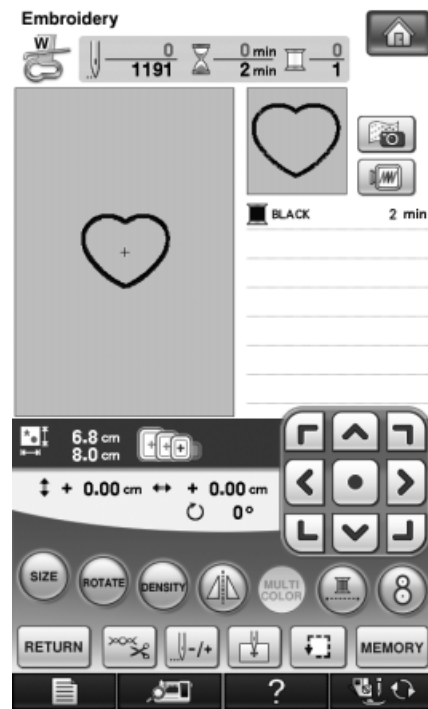 Embroidery
W
0 0 min 0
1191 2 min 1
BLACK 2 min
6.8 cm
8.0 cm
+ 0.00 cm + 0.00 cm
0°
SIZE ROTATE DENSITY MULTI COLOR 8
RETURN -/+ MEMORY
?